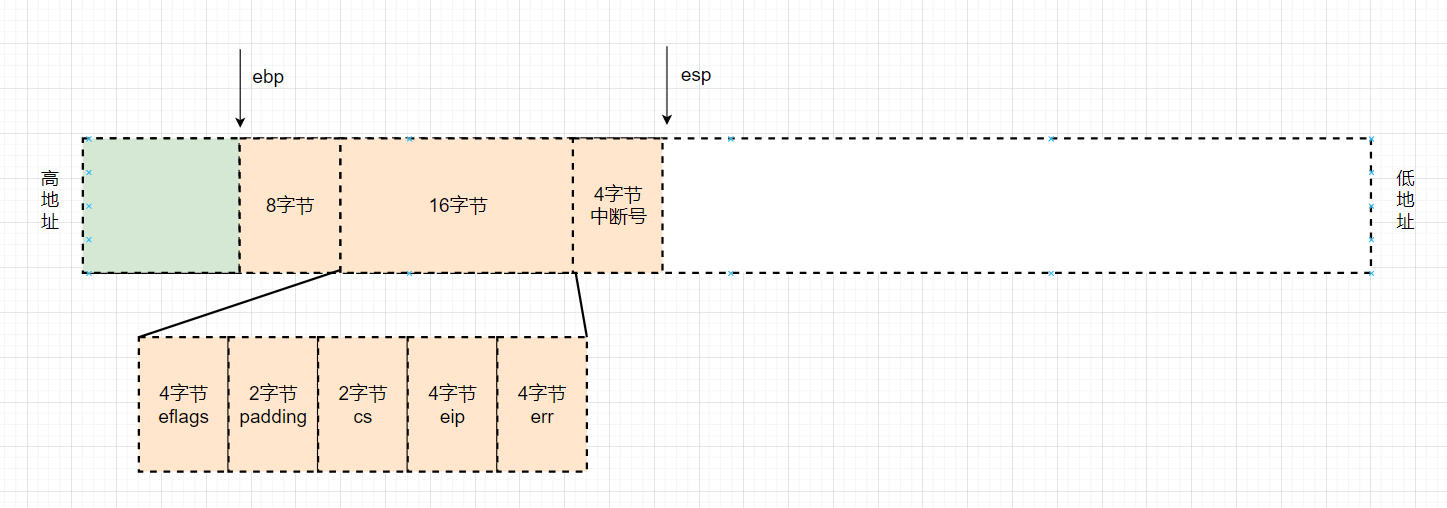 ebp
esp
高
地
址
8字节
16字节
4字节
中断号
低
地
址
4字节
eflags
2字节
padding
2字节
cs
4字节
eip
4字节
err